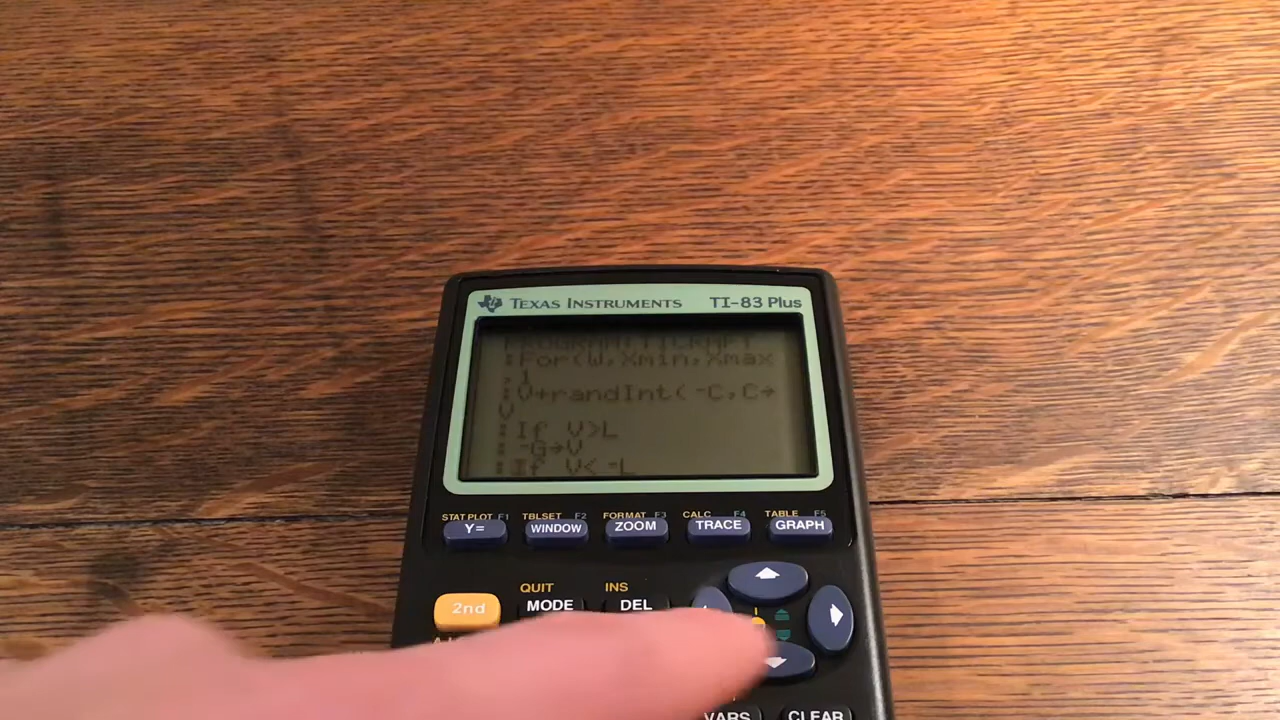 TEXAS INSTRUMENTS TI-83 Plus
:For(W,Xmin,Xmax
,1
:V+randInt(-C,C→
V
:If V>L
:-G→V
:If V< -L
STAT PLOT F1 TBLSET F2 FORMAT F3 CALC F4 TABLE F5
Y= WINDOW ZOOM TRACE GRAPH
QUIT INS
2nd MODE DEL
VARS CLEAR